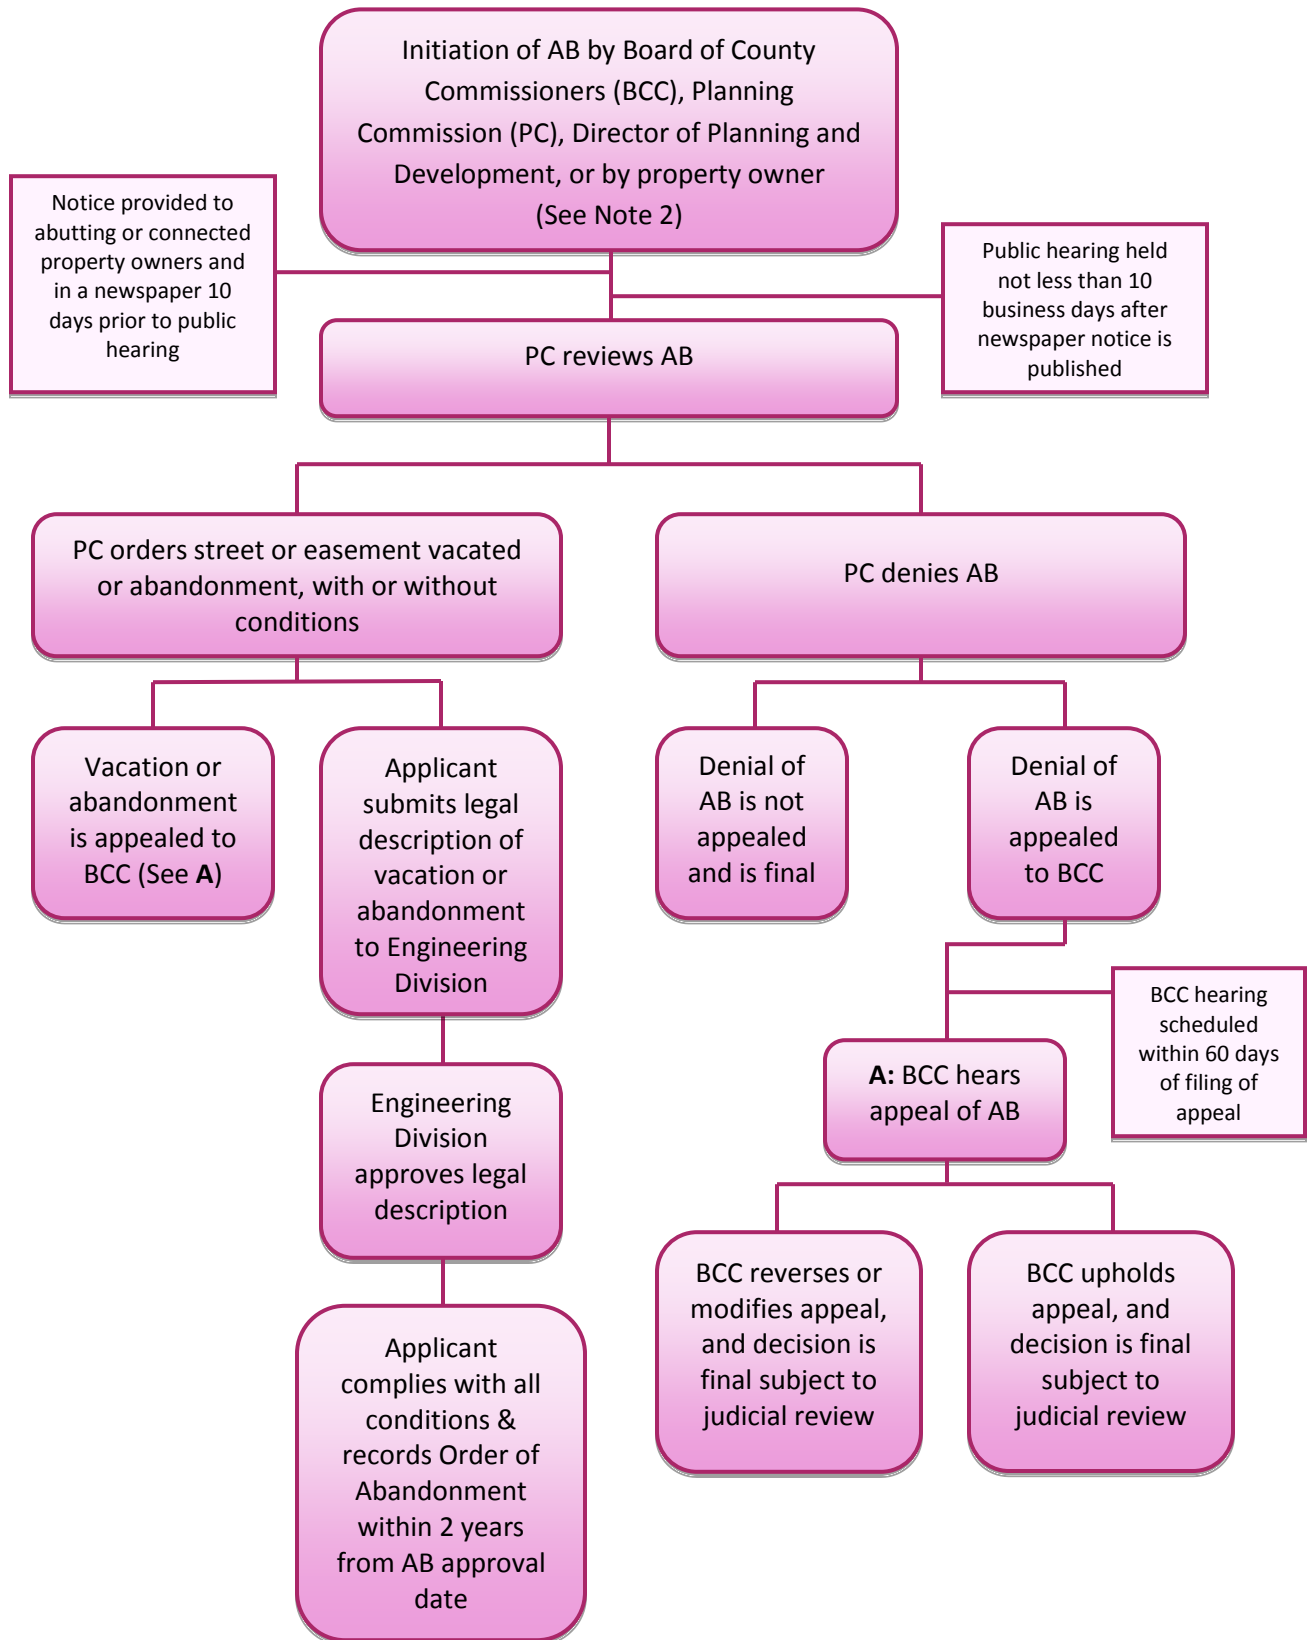 Initiation of AB by Board of County
Commissioners (BCC), Planning
Commission (PC), Director of Planning and
Development, or by property owner
(See Note 2)
Notice provided to
abutting or connected
property owners and
in a newspaper 10
days prior to public
hearing
Public hearing held
not less than 10
business days after
newspaper notice is
published
PC reviews AB
PC orders street or easement vacated
or abandonment, with or without
conditions
PC denies AB
Vacation or
abandonment
is appealed to
BCC (See A)
Applicant
submits legal
description of
vacation or
abandonment
to Engineering
Division
Denial of
AB is not
appealed
and is final
Denial of
AB is
appealed
to BCC
BCC hearing
scheduled
within 60 days
of filing of
appeal
A: BCC hears
appeal of AB
Engineering
Division
approves legal
description
BCC reverses or
modifies appeal,
and decision is
final subject to
judicial review
BCC upholds
appeal, and
decision is final
subject to
judicial review
Applicant
complies with all
conditions &
records Order of
Abandonment
within 2 years
from AB approval
date